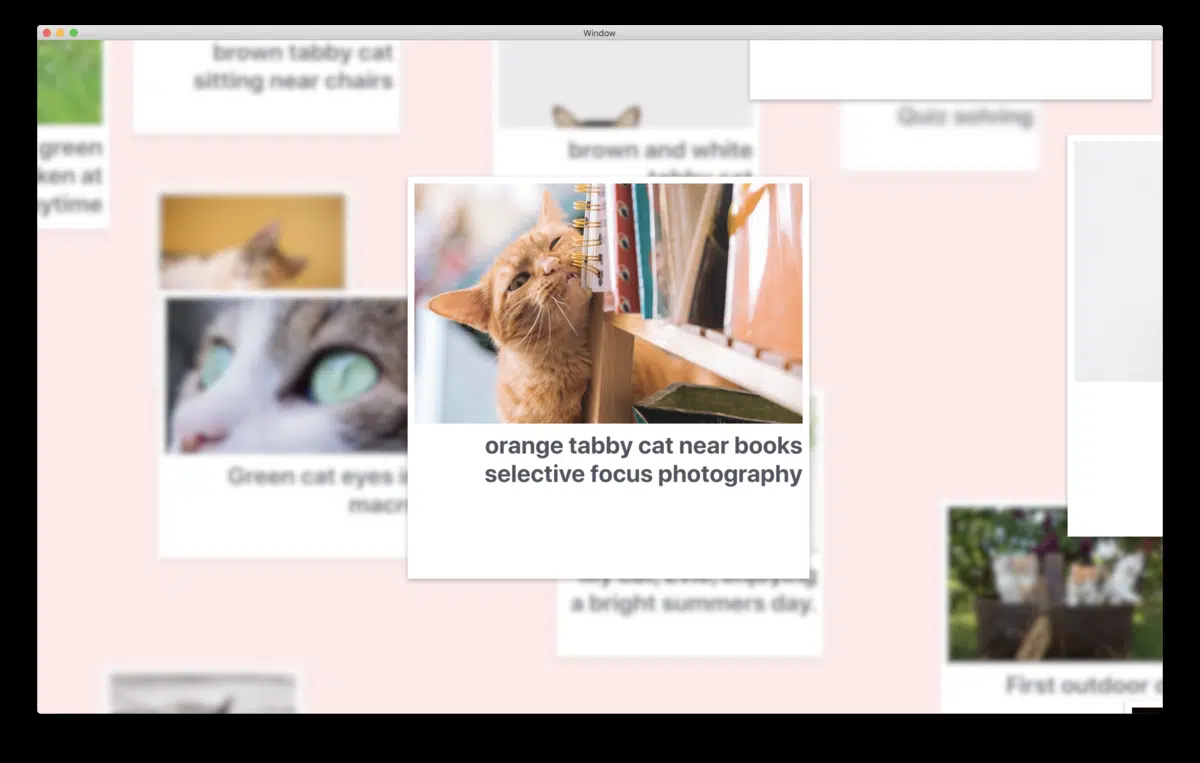 Window
brown tabby cat
sitting near chairs
green
ken at
ytime
brown and white
tabby cat
Quiz solving
orange tabby cat near books
selective focus photography
Green cat eyes i
macr
a bright summers day.
First outdoor